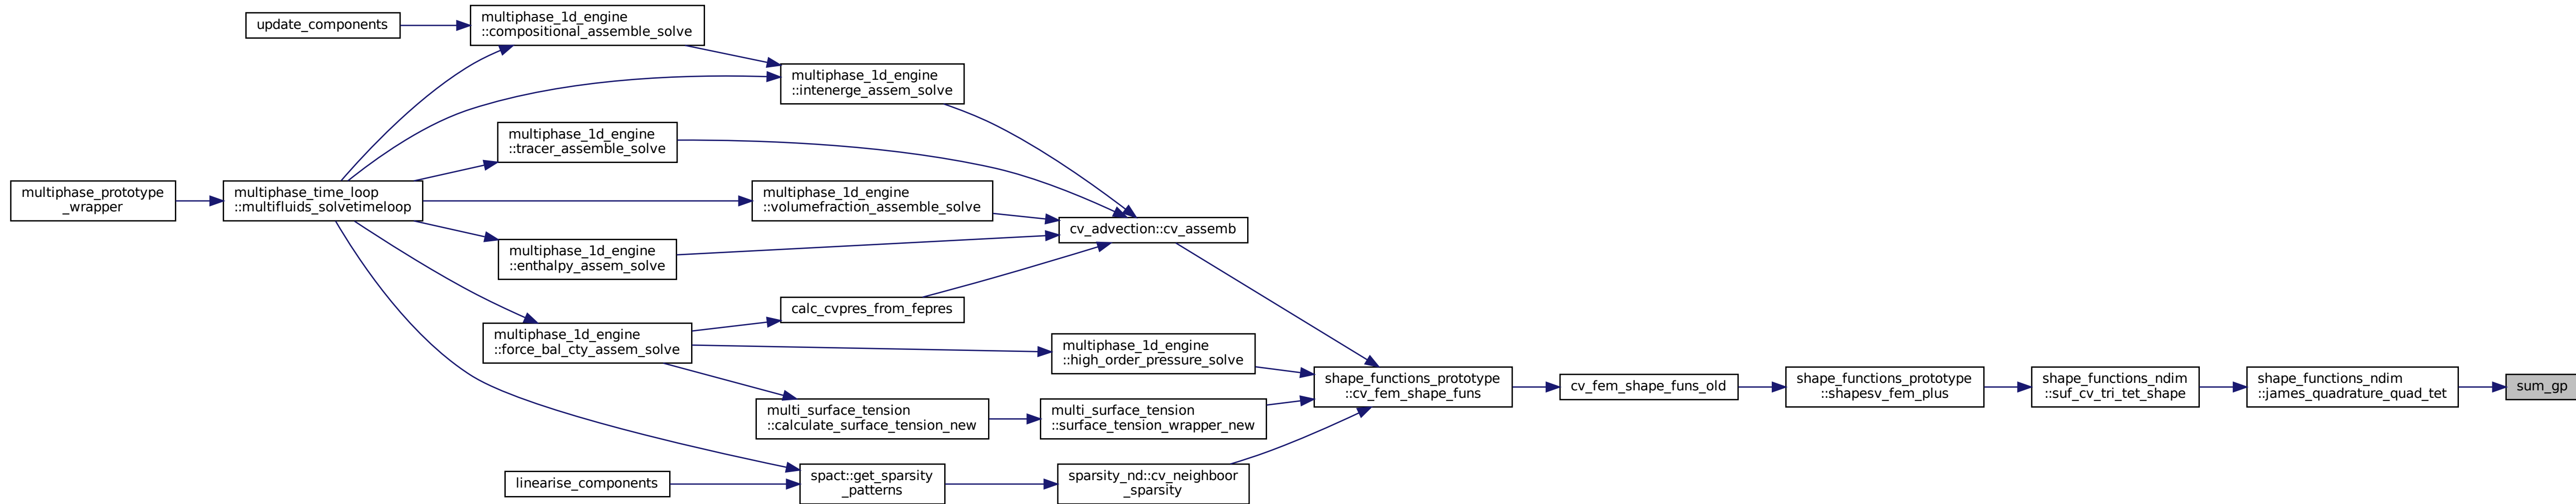 update_components
multiphase_1d_engine
::compositional_assemble_solve
multiphase_1d_engine
::intenerge_assem_solve
multiphase_1d_engine
::tracer_assemble_solve
multiphase_prototype
_wrapper
multiphase_time_loop
::multifluids_solvetimeloop
multiphase_1d_engine
::volumefraction_assemble_solve
cv_advection::cv_assemb
multiphase_1d_engine
::enthalpy_assem_solve
calc_cvpres_from_fepres
multiphase_1d_engine
::force_bal_cty_assem_solve
multiphase_1d_engine
::high_order_pressure_solve
shape_functions_prototype
::cv_fem_shape_funs
cv_fem_shape_funs_old
shape_functions_prototype
::shapesv_fem_plus
shape_functions_ndim
::suf_cv_tri_tet_shape
shape_functions_ndim
::james_quadrature_quad_tet
sum_gp
multi_surface_tension
::calculate_surface_tension_new
multi_surface_tension
::surface_tension_wrapper_new
linearise_components
spact::get_sparsity
_patterns
sparsity_nd::cv_neighboor
_sparsity